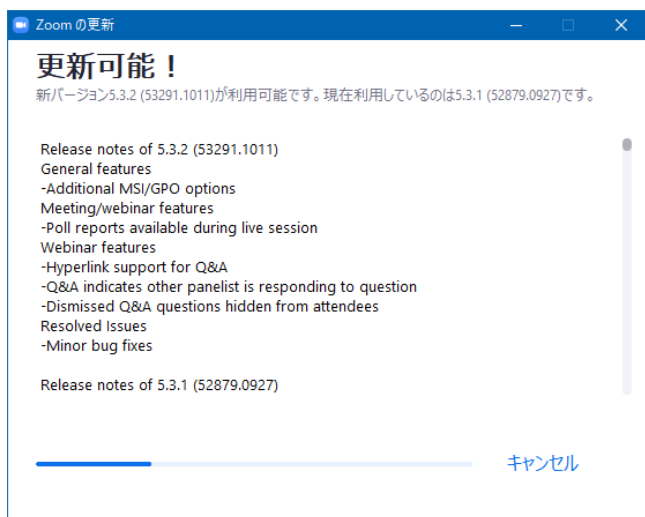 Zoom の更新
更新可能！
新バージョン5.3.2 (53291.1011)が利用可能です。現在利用しているのは5.3.1 (52879.0927)です。
Release notes of 5.3.2 (53291.1011)
General features
-Additional MSI/GPO options
Meeting/webinar features
-Poll reports available during live session
Webinar features
-Hyperlink support for Q&A
-Q&A indicates other panelist is responding to question
-Dismissed Q&A questions hidden from attendees
Resolved Issues
-Minor bug fixes
Release notes of 5.3.1 (52879.0927)
キャンセル